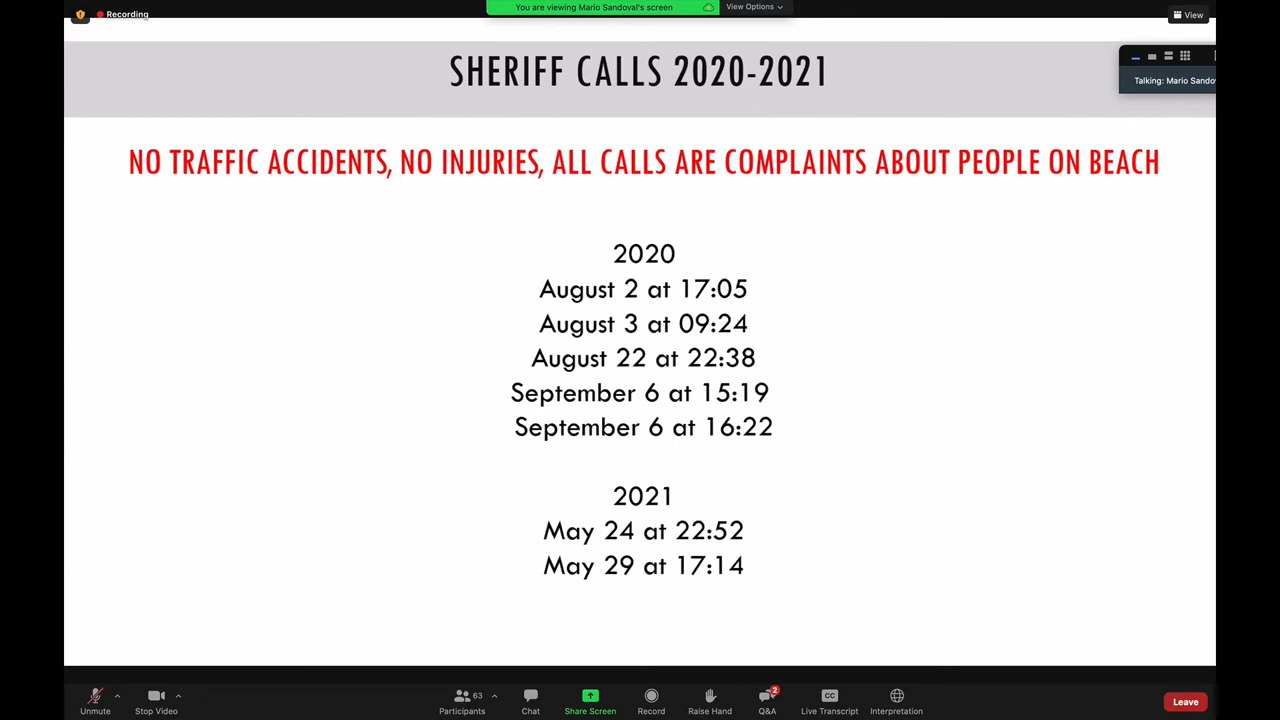 Recording
You are viewing Mario Sandoval's screen
View Options
View
SHERIFF CALLS 2020-2021
Talking: Mario Sandov
NO TRAFFIC ACCIDENTS, NO INJURIES, ALL CALLS ARE COMPLAINTS ABOUT PEOPLE ON BEACH
2020
August 2 at 17:05
August 3 at 09:24
August 22 at 22:38
September 6 at 15:19
September 6 at 16:22
2021
May 24 at 22:52
May 29 at 17:14
Unmute
Stop Video
63
Participants
Chat
Share Screen
Record
Raise Hand
2
Q&A
CC
Live Transcript
Interpretation
Leave